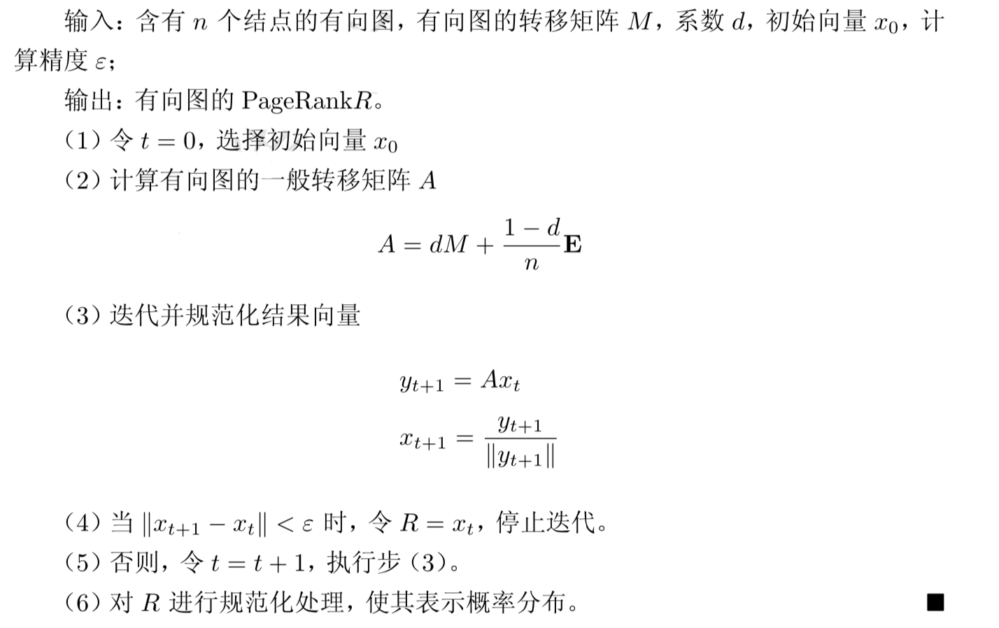 输入：含有 n 个结点的有向图，有向图的转移矩阵 M，系数 d，初始向量 x₀，计
算精度 ε；
输出：有向图的 PageRankR。
（1）令 t = 0，选择初始向量 x₀
（2）计算有向图的一般转移矩阵 A
A = dM + \frac{1 − d}{n} E
（3）迭代并规范化结果向量
y_{t+1} = Ax_t
x_{t+1} = \frac{y_{t+1}}{‖y_{t+1}‖}
（4）当 ‖x_{t+1} − x_t‖ < ε 时，令 R = x_t，停止迭代。
（5）否则，令 t = t + 1，执行步（3）。
（6）对 R 进行规范化处理，使其表示概率分布。 ■